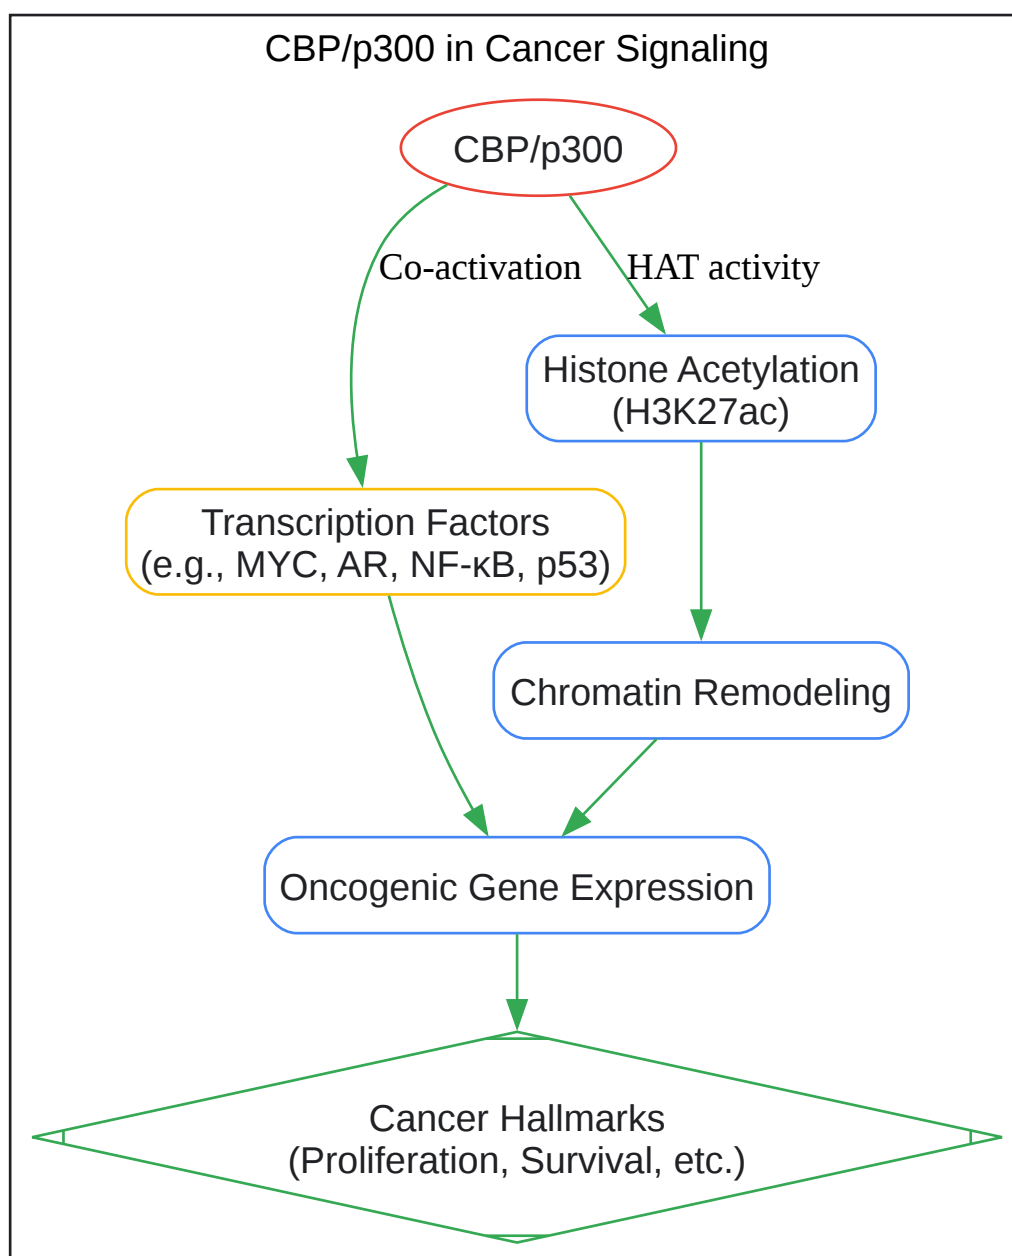 CBP/p300 in Cancer Signaling
CBP/p300
Co-activation
HAT activity
Histone Acetylation
(H3K27ac)
Transcription Factors
(e.g., MYC, AR, NF-κB, p53)
Chromatin Remodeling
Oncogenic Gene Expression
Cancer Hallmarks
(Proliferation, Survival, etc.)